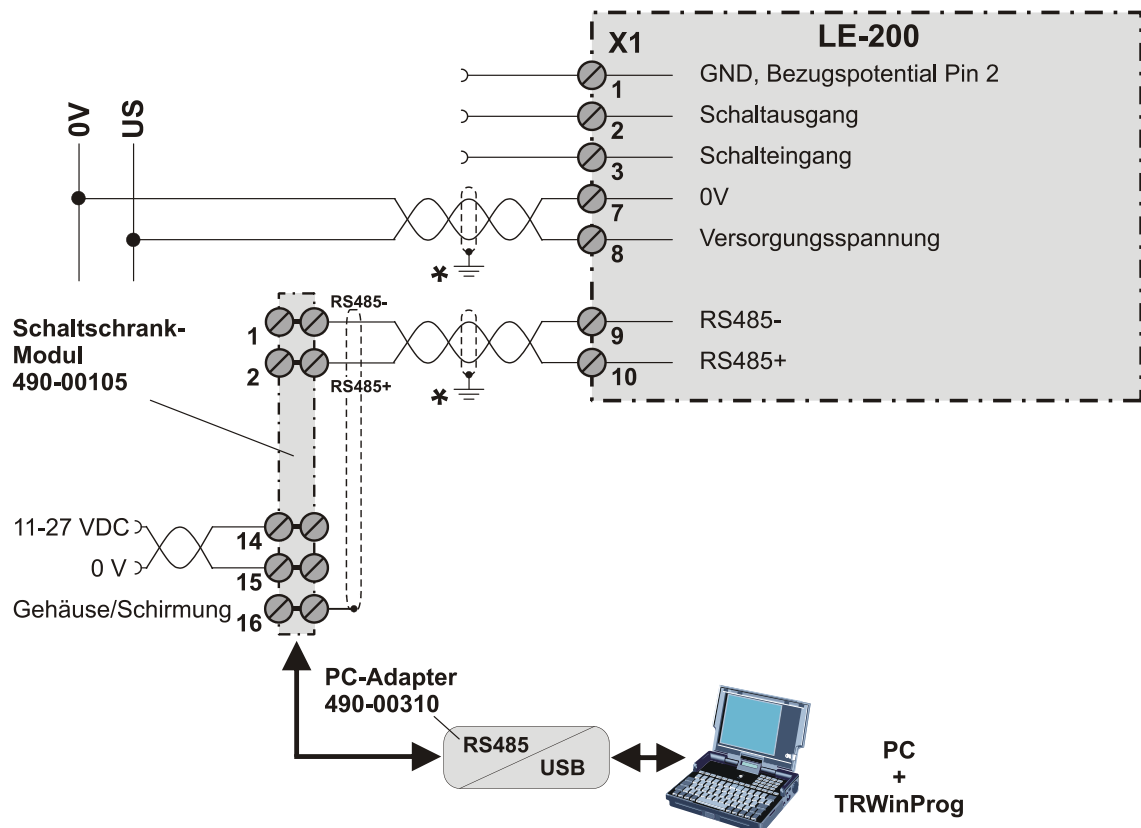 LE-200
X1
1 GND, Bezugspotential Pin 2
2 Schaltausgang
3 Schalteingang
7 0V
8 Versorgungsspannung
9 RS485-
10 RS485+
0V
US
*
Schaltschrank-
Modul
490-00105
1 RS485-
2 RS485+
*
11-27 VDC 14
0 V 15
Gehäuse/Schirmung 16
PC-Adapter
490-00310
RS485
USB
PC
+
TRWinProg